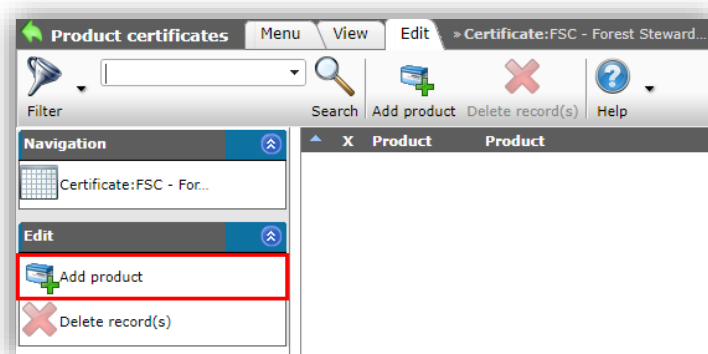 Product certificates Menu View Edit » Certificate:FSC - Forest Steward...
Filter Search Add product Delete record(s) Help
Navigation X Product Product
Certificate:FSC - For...
Edit
Add product
Delete record(s)